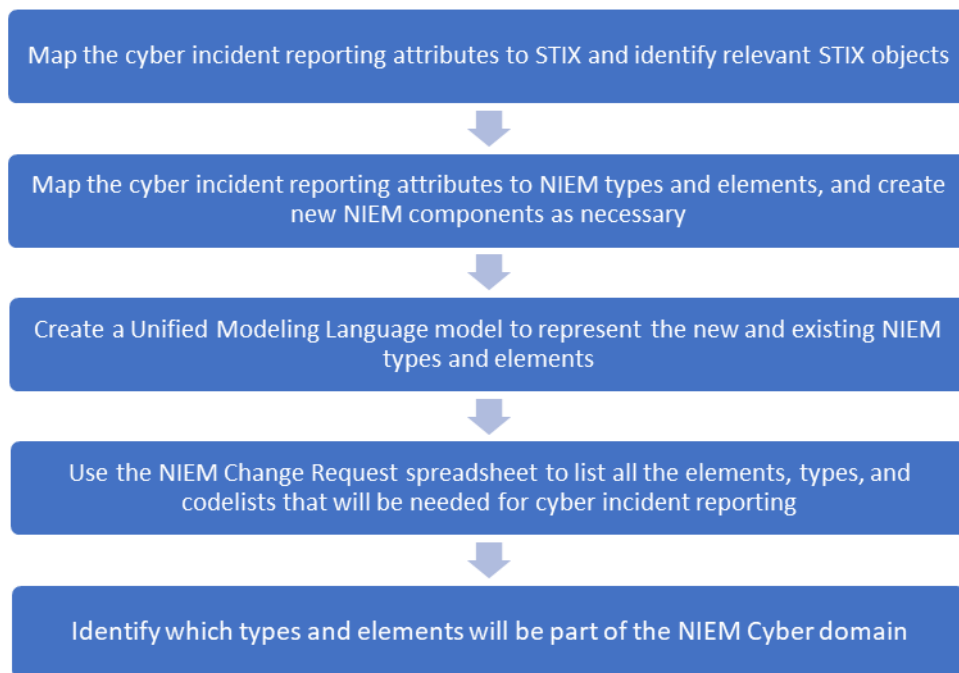 Map the cyber incident reporting attributes to STIX and identify relevant STIX objects
Map the cyber incident reporting attributes to NIEM types and elements, and create
new NIEM components as necessary
Create a Unified Modeling Language model to represent the new and existing NIEM
types and elements
Use the NIEM Change Request spreadsheet to list all the elements, types, and
codelists that will be needed for cyber incident reporting
Identify which types and elements will be part of the NIEM Cyber domain